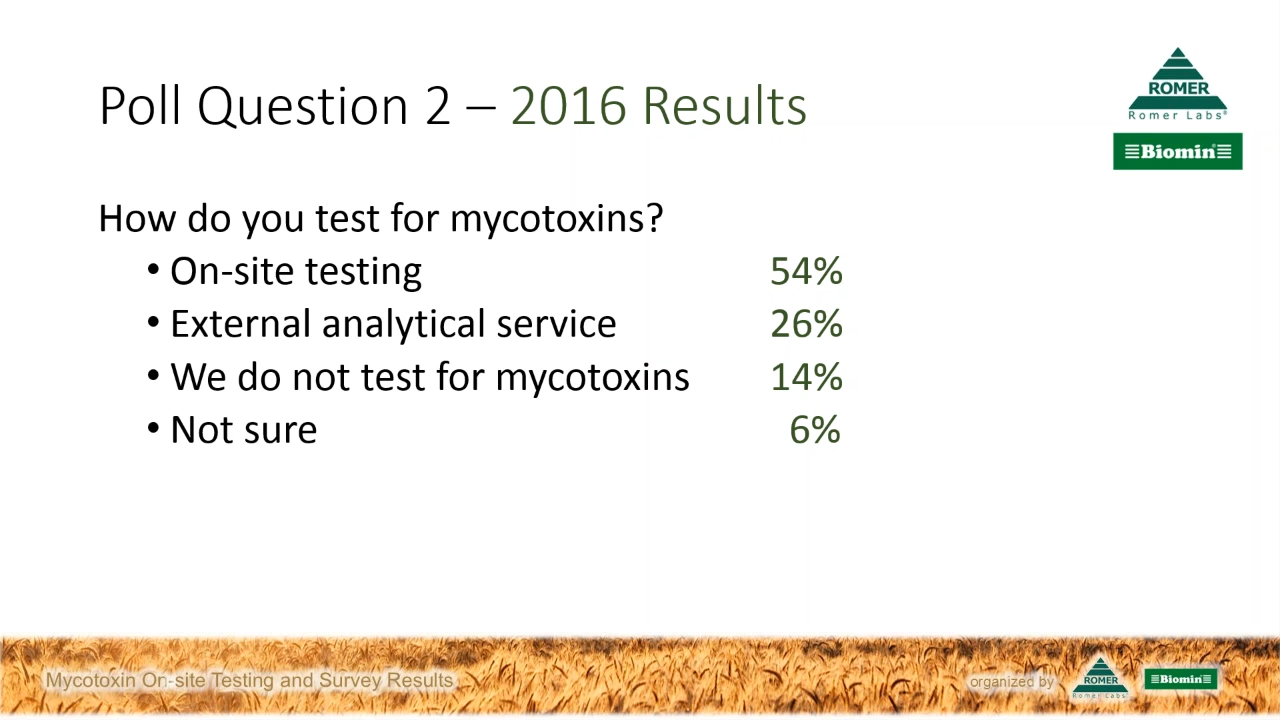 Poll Question 2 – 2016 Results
ROMER
Romer Labs®
Biomin®
How do you test for mycotoxins?
• On-site testing 54%
• External analytical service 26%
• We do not test for mycotoxins 14%
• Not sure 6%
Mycotoxin On-site Testing and Survey Results
organized by
ROMER
Romer Labs®
Biomin®